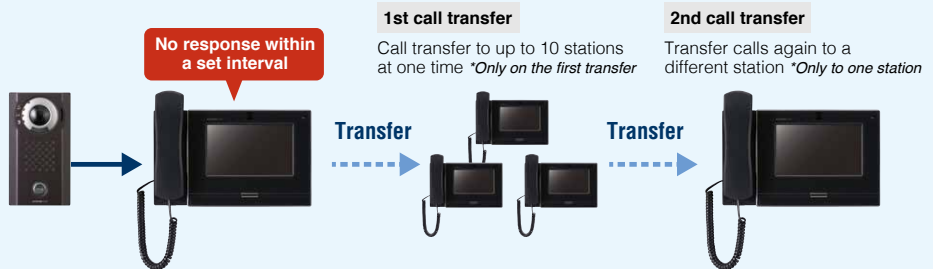 1st call transfer
Call transfer to up to 10 stations
at one time *Only on the first transfer
2nd call transfer
Transfer calls again to a
different station *Only to one station
No response within
a set interval
Transfer
Transfer